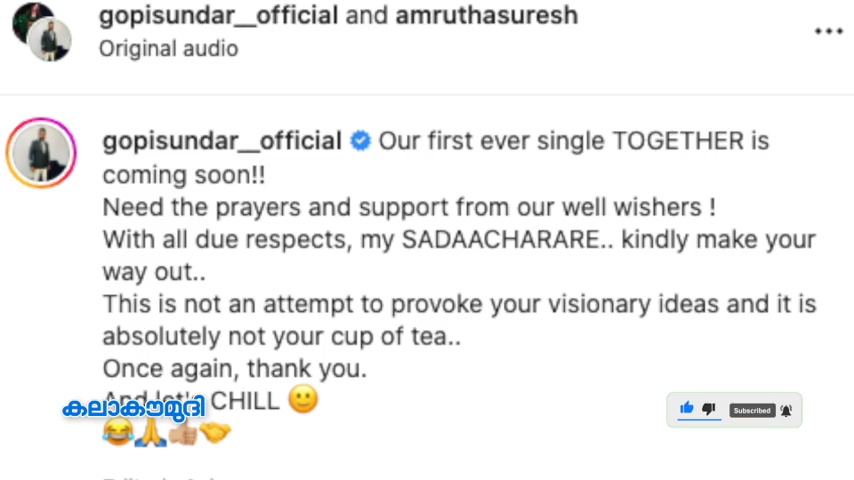 gopisundar__official and amruthasuresh
Original audio
gopisundar__official Our first ever single TOGETHER is
coming soon!!
Need the prayers and support from our well wishers !
With all due respects, my SADAACHARARE.. kindly make your
way out..
This is not an attempt to provoke your visionary ideas and it is
absolutely not your cup of tea..
Once again, thank you.
And let's CHILL 🙂
😂🙏👍🤝
കലാകൗമുദി
Subscribed